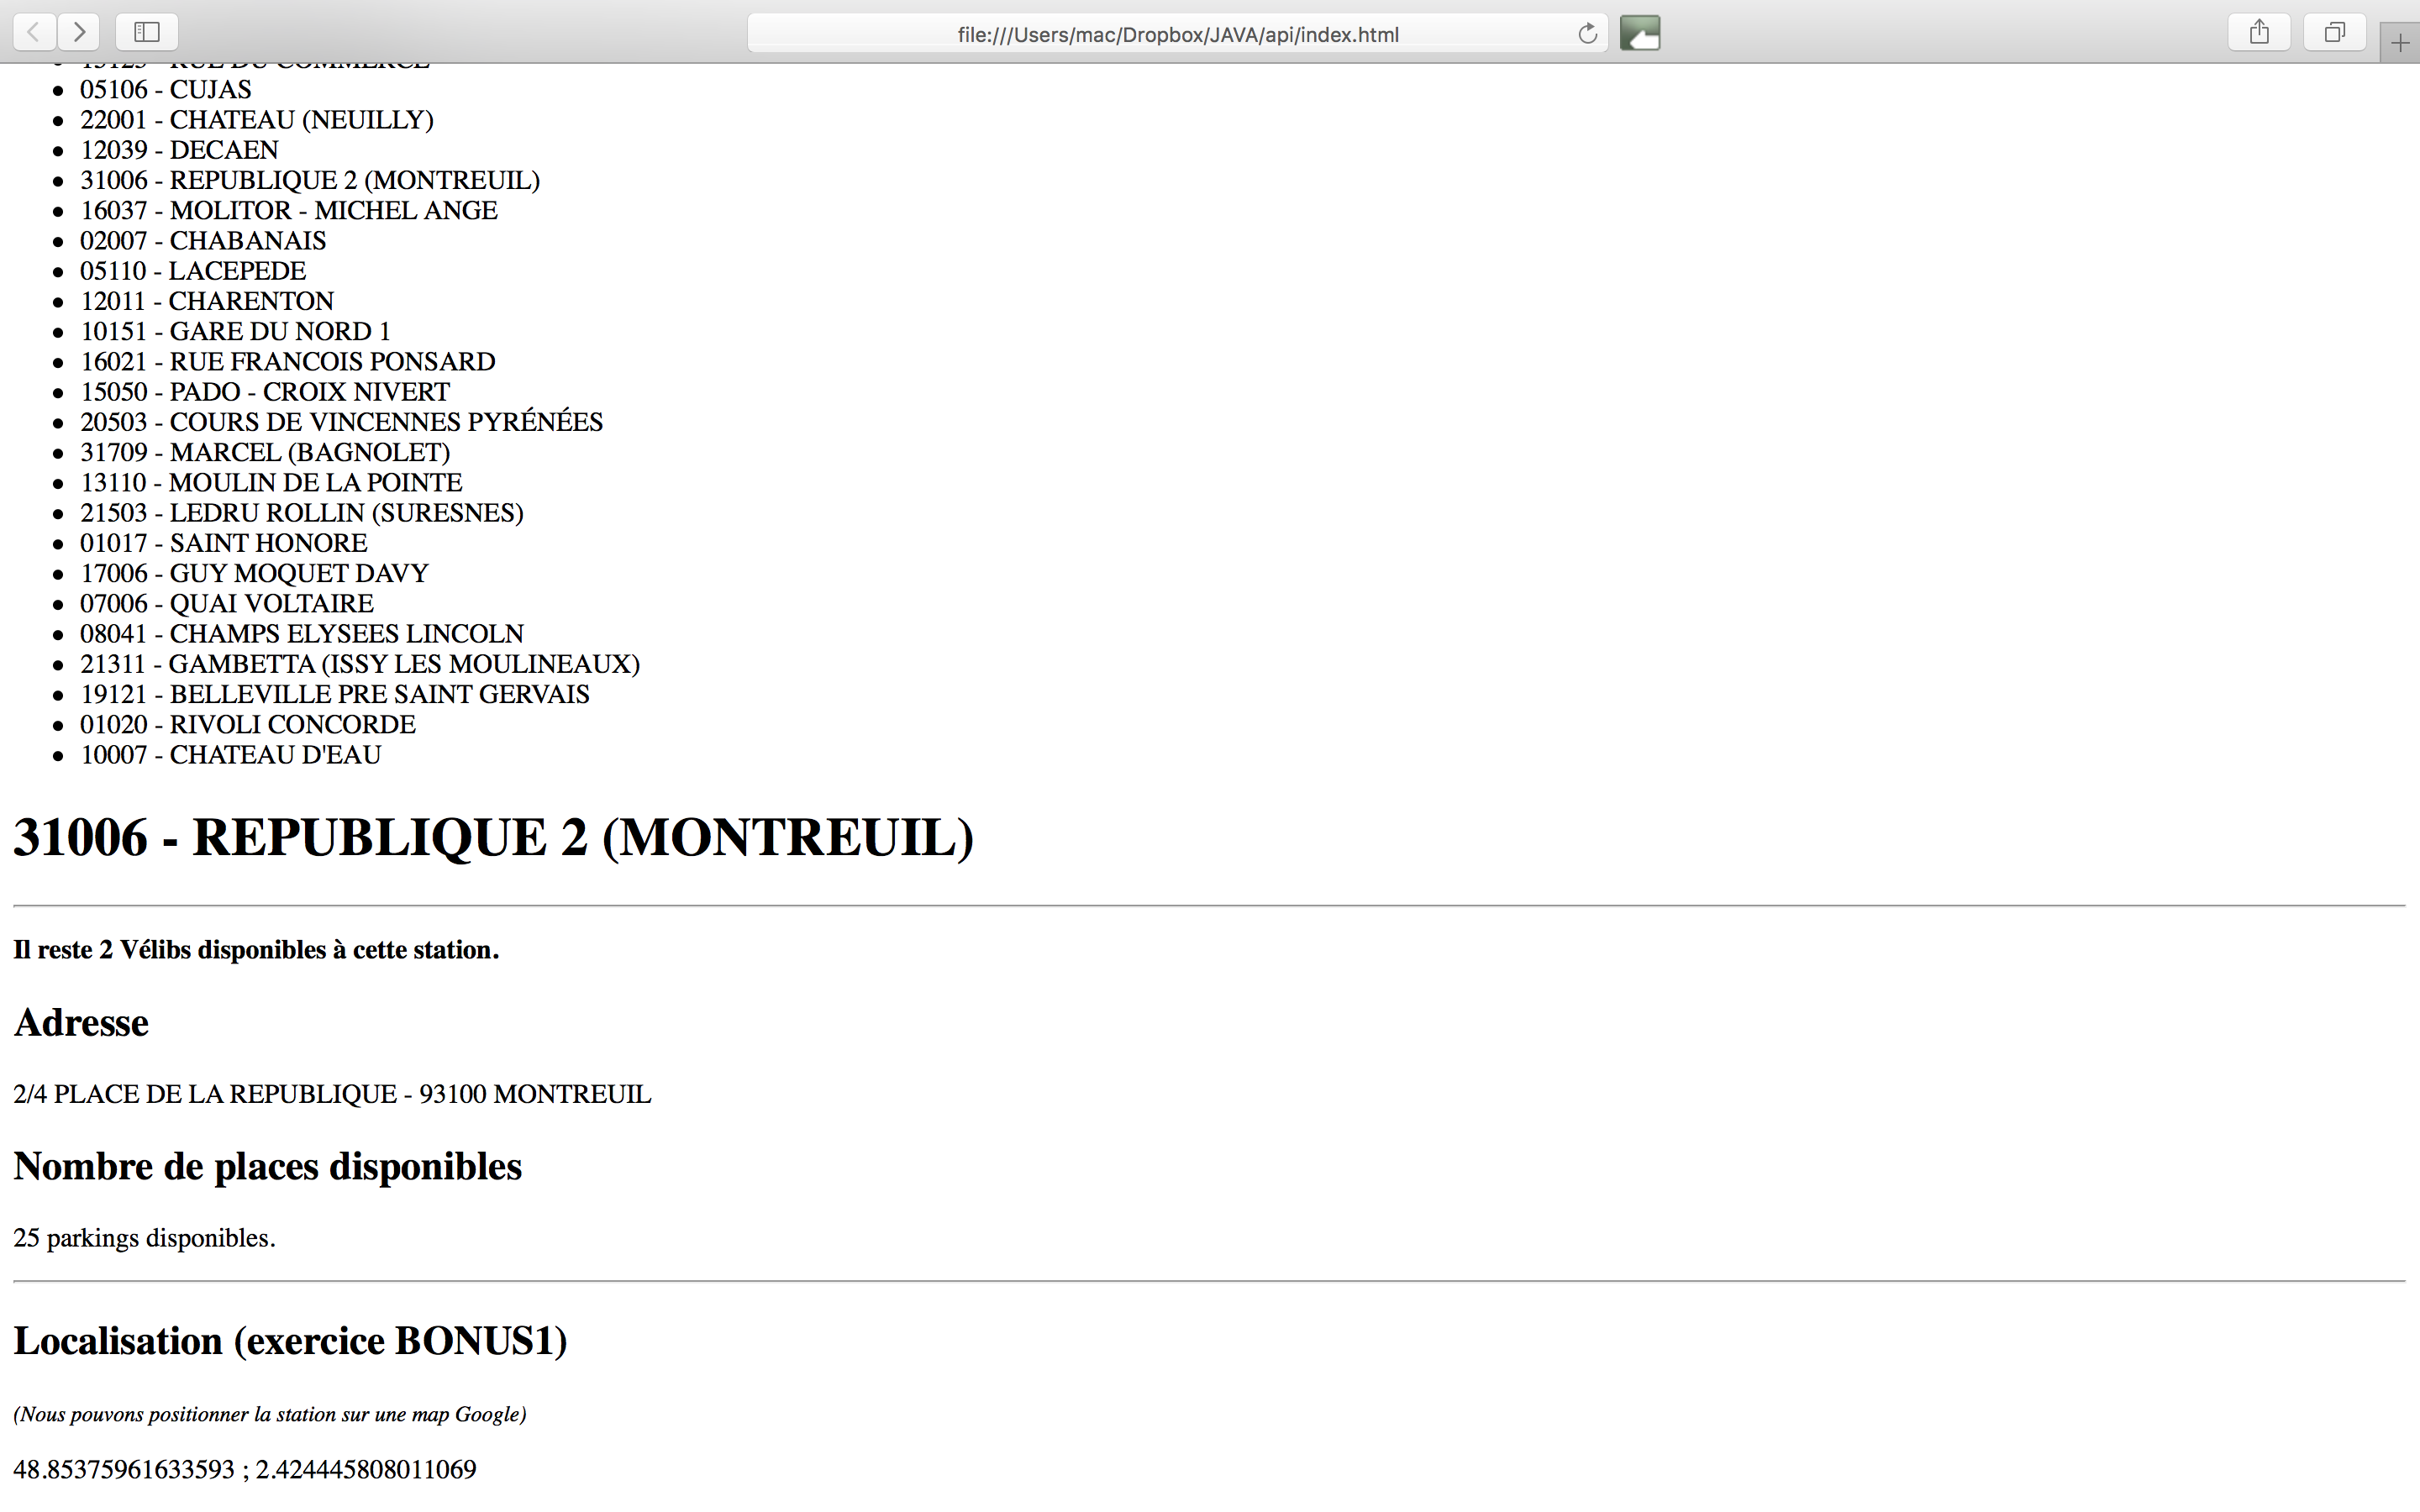 file:///Users/mac/Dropbox/JAVA/api/index.html
13123 - RUE DU COMMERCE
05106 - CUJAS
22001 - CHATEAU (NEUILLY)
12039 - DECAEN
31006 - REPUBLIQUE 2 (MONTREUIL)
16037 - MOLITOR - MICHEL ANGE
02007 - CHABANAIS
05110 - LACEPEDE
12011 - CHARENTON
10151 - GARE DU NORD 1
16021 - RUE FRANCOIS PONSARD
15050 - PADO - CROIX NIVERT
20503 - COURS DE VINCENNES PYRÉNÉES
31709 - MARCEL (BAGNOLET)
13110 - MOULIN DE LA POINTE
21503 - LEDRU ROLLIN (SURESNES)
01017 - SAINT HONORE
17006 - GUY MOQUET DAVY
07006 - QUAI VOLTAIRE
08041 - CHAMPS ELYSEES LINCOLN
21311 - GAMBETTA (ISSY LES MOULINEAUX)
19121 - BELLEVILLE PRE SAINT GERVAIS
01020 - RIVOLI CONCORDE
10007 - CHATEAU D'EAU
31006 - REPUBLIQUE 2 (MONTREUIL)
Il reste 2 Vélibs disponibles à cette station.
Adresse
2/4 PLACE DE LA REPUBLIQUE - 93100 MONTREUIL
Nombre de places disponibles
25 parkings disponibles.
Localisation (exercice BONUS1)
(Nous pouvons positionner la station sur une map Google)
48.85375961633593 ; 2.424445808011069